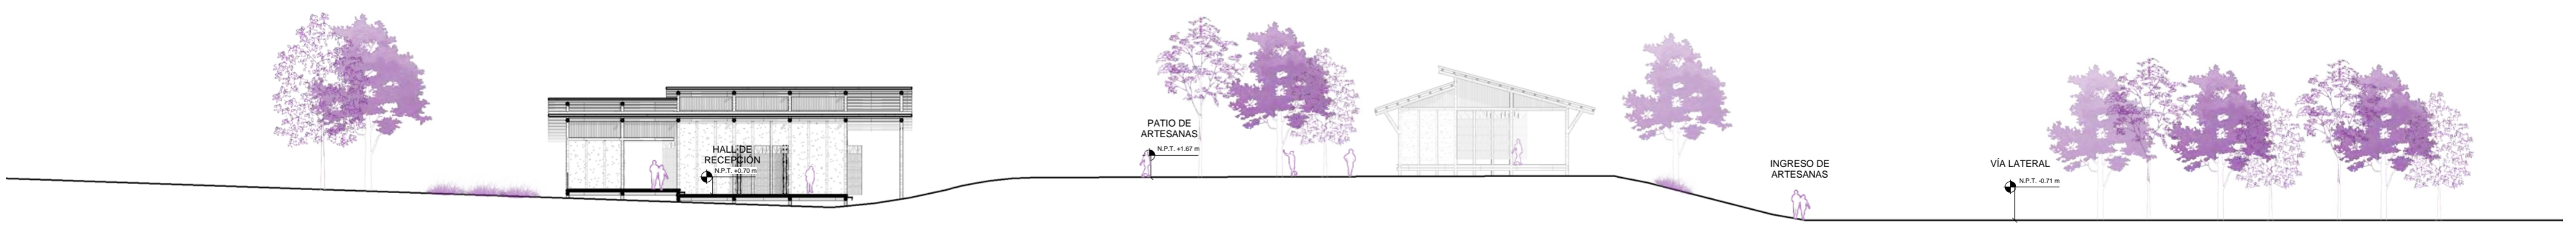 HALL DE
RECEPCIÓN
N.P.T. +0.70 m
PATIO DE
ARTESANAS
N.P.T. +1.67 m
INGRESO DE
ARTESANAS
VÍA LATERAL
N.P.T. -0.71 m